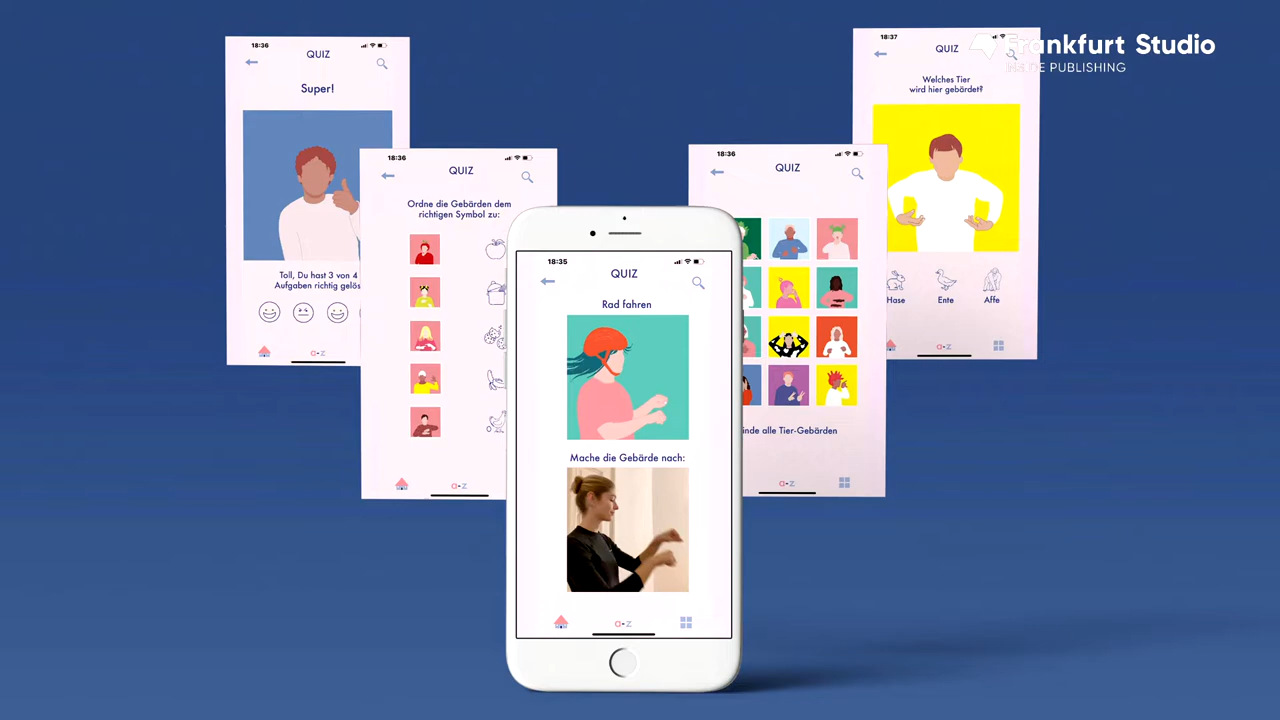 Frankfurt Studio
INSIDE PUBLISHING
18:36
QUIZ
Super!
Toll, Du hast 3 von 4
Aufgaben richtig gelös
a-z
18:36
QUIZ
Ordne die Gebärden dem
richtigen Symbol zu:
a-z
18:35
QUIZ
Rad fahren
Mache die Gebärde nach:
a-z
18:36
QUIZ
inde alle Tier-Gebärden
a-z
18:37
QUIZ
Welches Tier
wird hier gebärdet?
Hase Ente Affe
a-z